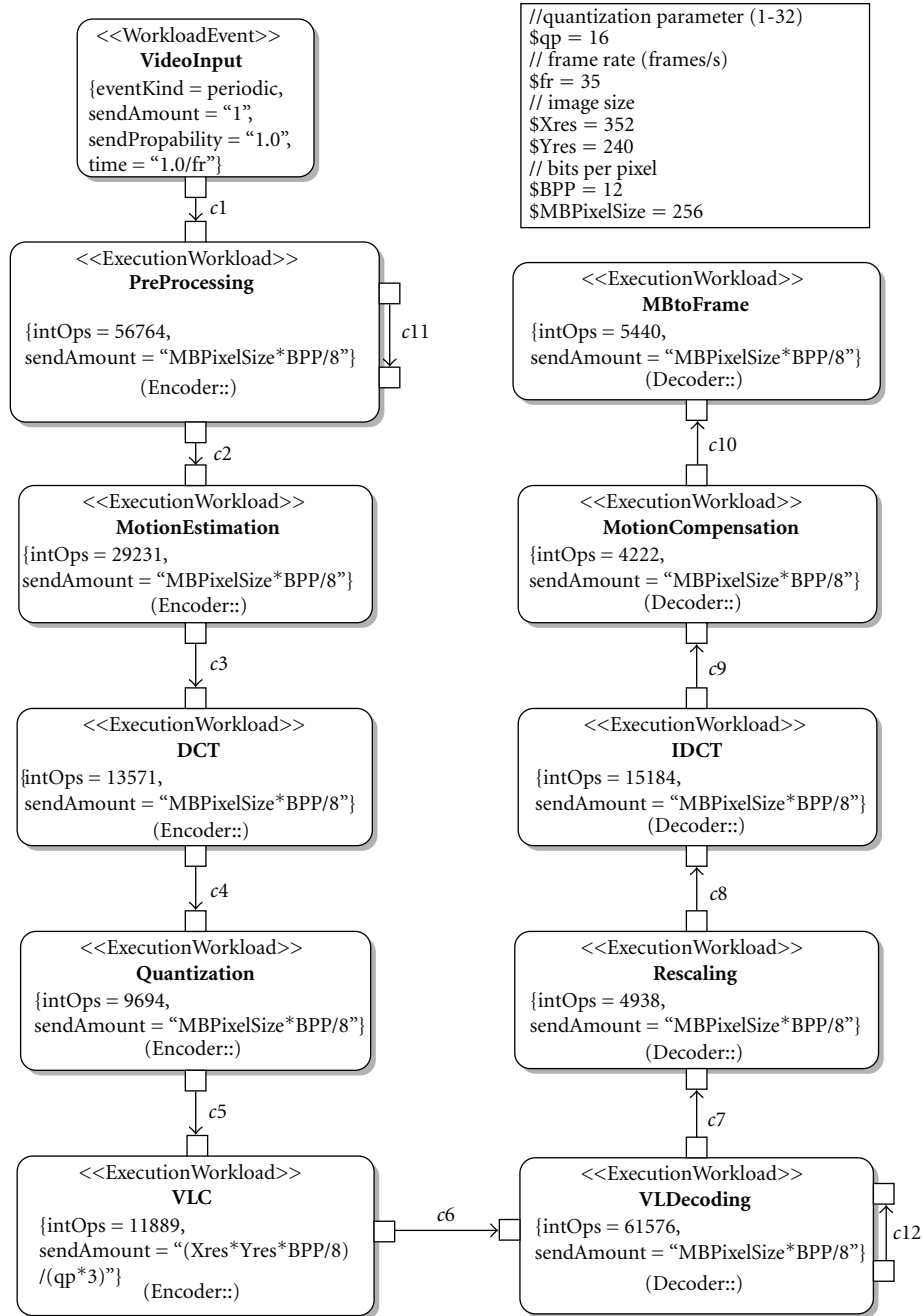 <<WorkloadEvent>>
VideoInput
{eventKind = periodic,
sendAmount = “1”,
sendPropability = “1.0”,
time = “1.0/fr”}
c1
<<ExecutionWorkload>>
PreProcessing
{intOps = 56764,
sendAmount = “MBPixelSize*BPP/8”}
(Encoder::)
c11
c2
<<ExecutionWorkload>>
MotionEstimation
{intOps = 29231,
sendAmount = “MBPixelSize*BPP/8”}
(Encoder::)
c3
<<ExecutionWorkload>>
DCT
{intOps = 13571,
sendAmount = “MBPixelSize*BPP/8”}
(Encoder::)
c4
<<ExecutionWorkload>>
Quantization
{intOps = 9694,
sendAmount = “MBPixelSize*BPP/8”}
(Encoder::)
c5
<<ExecutionWorkload>>
VLC
{intOps = 11889,
sendAmount = “(Xres*Yres*BPP/8)
/(qp*3)”}
(Encoder::)
c6
//quantization parameter (1-32)
$qp = 16
// frame rate (frames/s)
$fr = 35
// image size
$Xres = 352
$Yres = 240
// bits per pixel
$BPP = 12
$MBPixelSize = 256
<<ExecutionWorkload>>
MBtoFrame
{intOps = 5440,
sendAmount = “MBPixelSize*BPP/8”}
(Decoder::)
c10
<<ExecutionWorkload>>
MotionCompensation
{intOps = 4222,
sendAmount = “MBPixelSize*BPP/8”}
(Decoder::)
c9
<<ExecutionWorkload>>
IDCT
{intOps = 15184,
sendAmount = “MBPixelSize*BPP/8”}
(Decoder::)
c8
<<ExecutionWorkload>>
Rescaling
{intOps = 4938,
sendAmount = “MBPixelSize*BPP/8”}
(Decoder::)
c7
<<ExecutionWorkload>>
VLDecoding
{intOps = 61576,
sendAmount = “MBPixelSize*BPP/8”}
(Decoder::)
c12